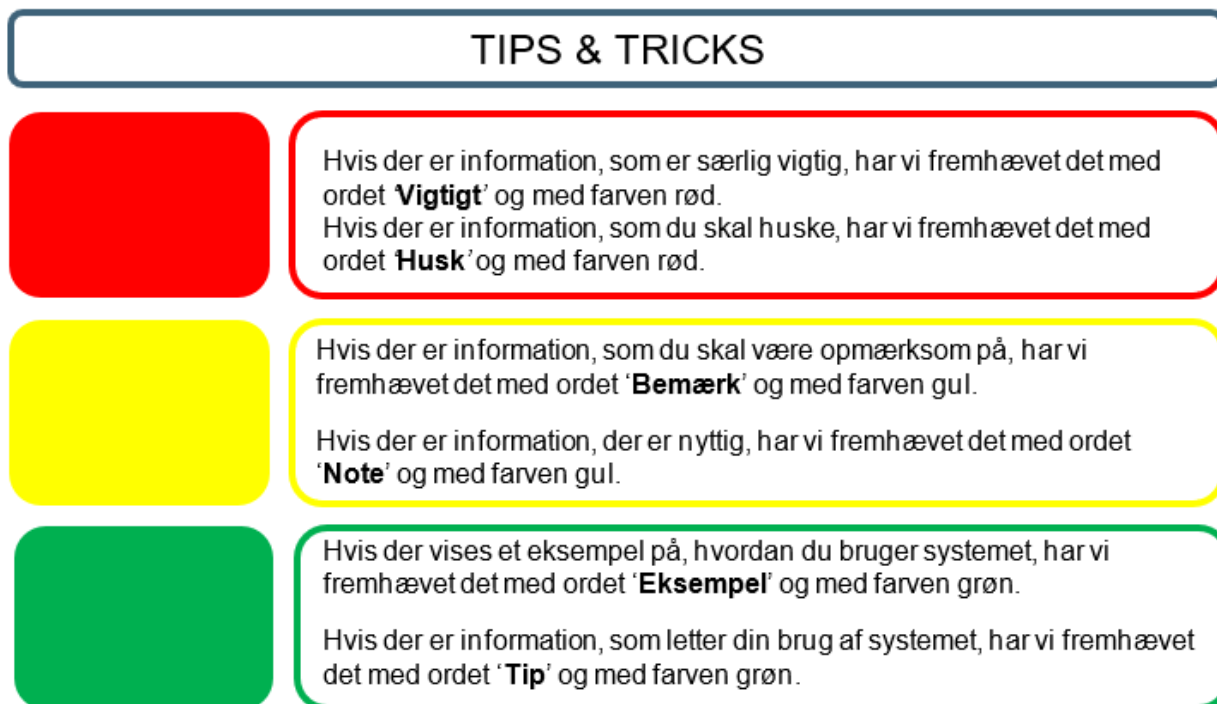 TIPS & TRICKS
Hvis der er information, som er særlig vigtig, har vi fremhævet det med
ordet ‘Vigtigt’ og med farven rød.
Hvis der er information, som du skal huske, har vi fremhævet det med
ordet ‘Husk’ og med farven rød.
Hvis der er information, som du skal være opmærksom på, har vi
fremhævet det med ordet ‘Bemærk’ og med farven gul.
Hvis der er information, der er nyttig, har vi fremhævet det med ordet
‘Note’ og med farven gul.
Hvis der vises et eksempel på, hvordan du bruger systemet, har vi
fremhævet det med ordet ‘Eksempel’ og med farven grøn.
Hvis der er information, som letter din brug af systemet, har vi fremhævet
det med ordet ‘Tip’ og med farven grøn.